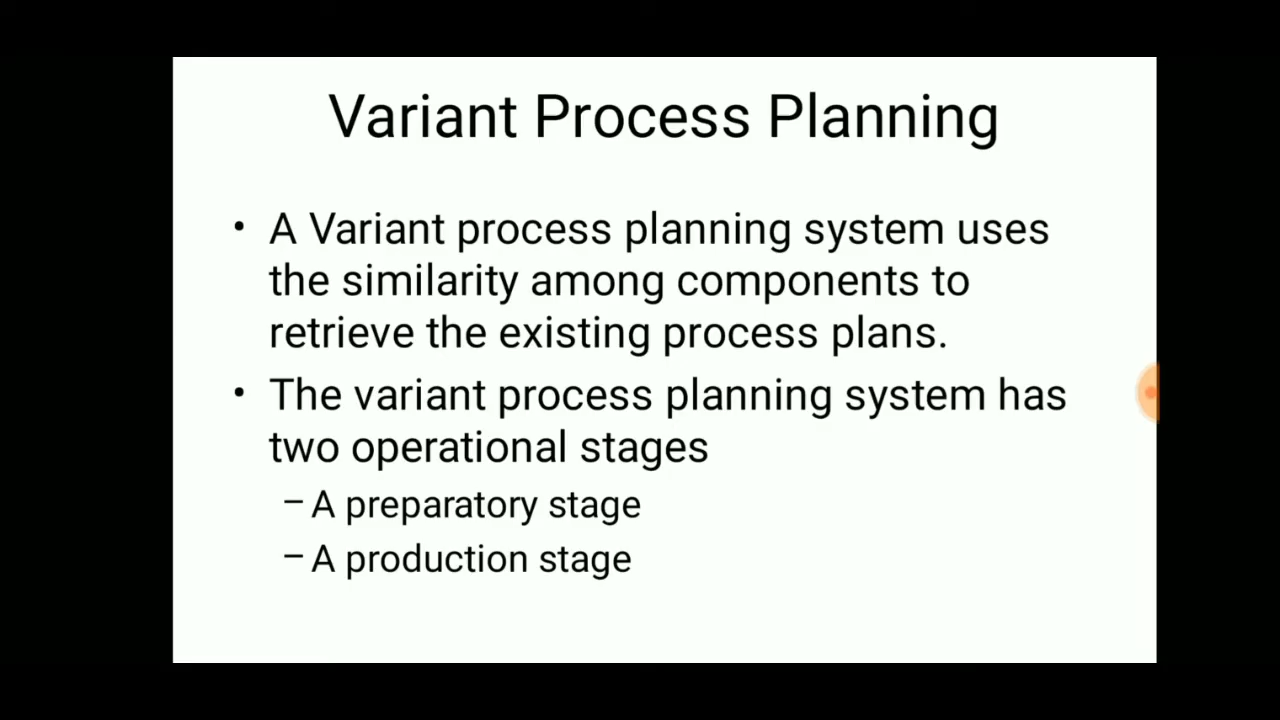 Variant Process Planning
• A Variant process planning system uses
the similarity among components to
retrieve the existing process plans.
• The variant process planning system has
two operational stages
– A preparatory stage
– A production stage